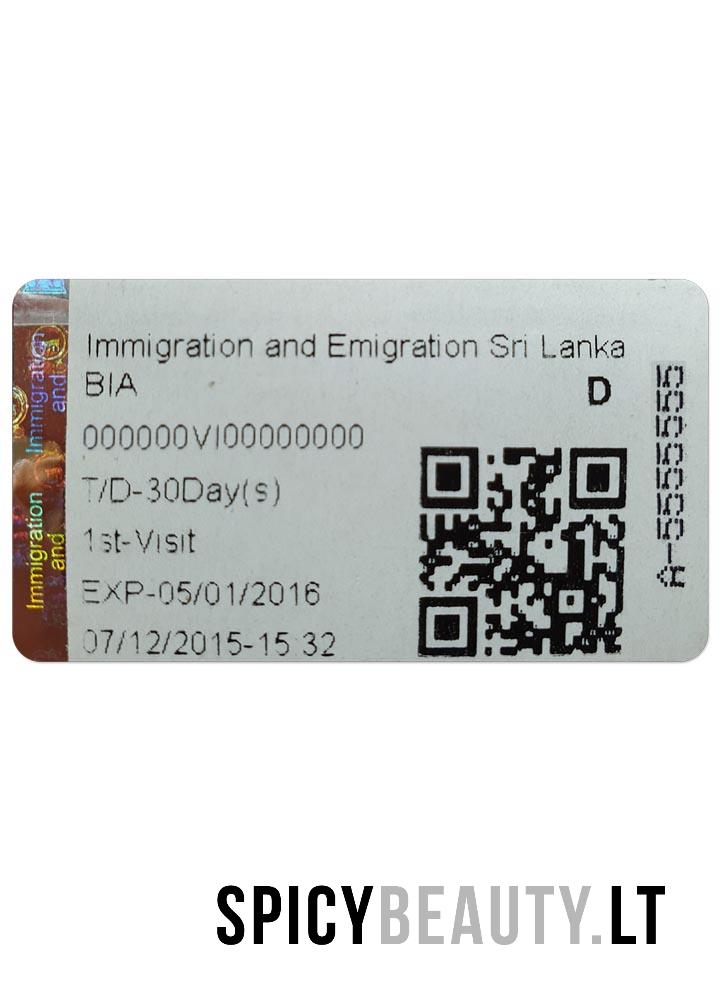 Immigration and Emigration Sri Lanka
BIA
D
000000VI00000000
T/D-30Day(s)
1st-Visit
EXP-05/01/2016
07/12/2015-15:32
A-5555555
Immigration
and
Immigration
and
SPICYBEAUTY.LT